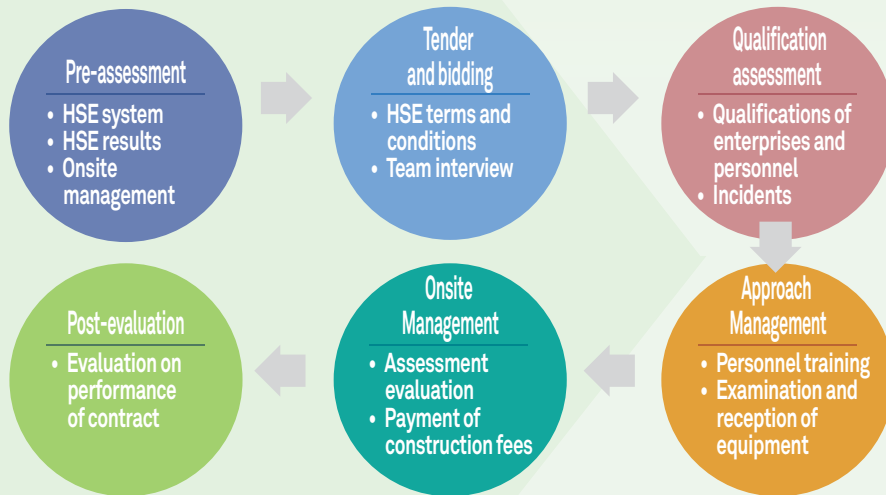 Pre-assessment
• HSE system
• HSE results
• Onsite
management
Tender
and bidding
• HSE terms and
conditions
• Team interview
Qualification
assessment
• Qualifications of
enterprises and
personnel
• Incidents
Approach
Management
• Personnel training
• Examination and
reception of
equipment
Onsite
Management
• Assessment
evaluation
• Payment of
construction fees
Post-evaluation
• Evaluation on
performance
of contract